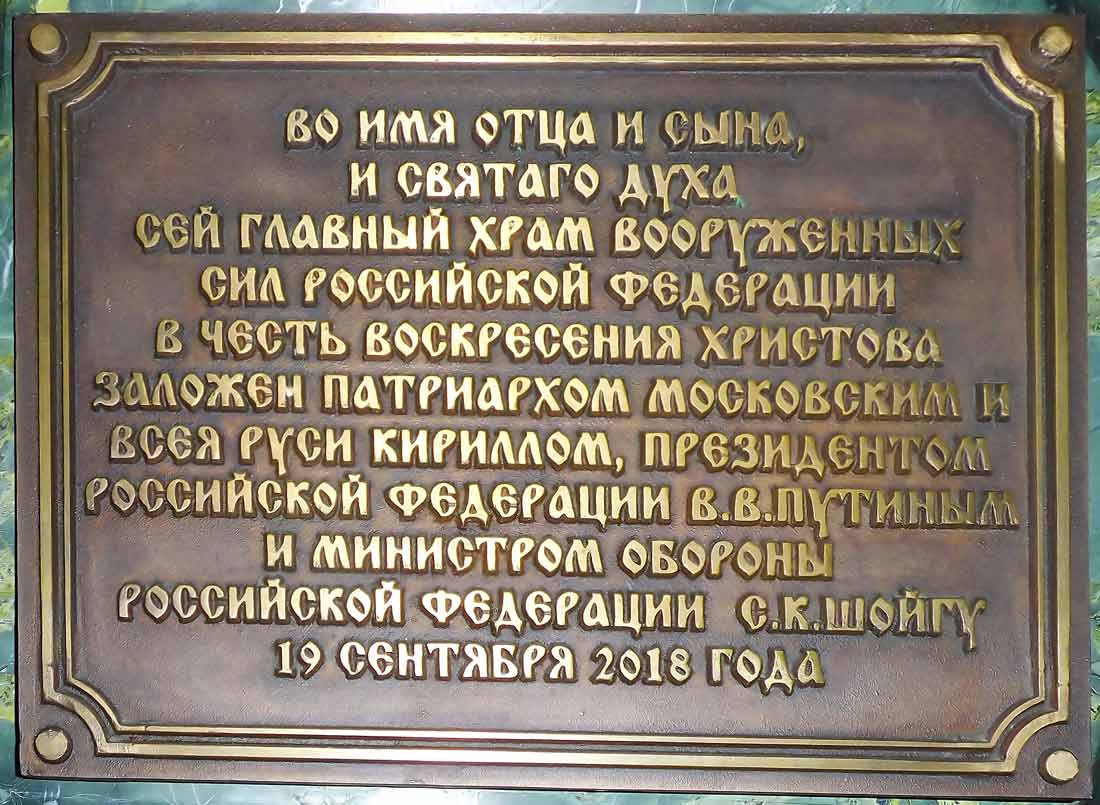 ВО ИМЯ ОТЦА И СЫНА,
И СВЯТАГО ДУХА
СЕЙ ГЛАВНЫЙ ХРАМ ВООРУЖЕННЫХ
СИЛ РОССИЙСКОЙ ФЕДЕРАЦИИ
В ЧЕСТЬ ВОСКРЕСЕНИЯ ХРИСТОВА
ЗАЛОЖЕН ПАТРИАРХОМ МОСКОВСКИМ И
ВСЕЯ РУСИ КИРИЛЛОМ, ПРЕЗИДЕНТОМ
РОССИЙСКОЙ ФЕДЕРАЦИИ В.В.ПУТИНЫМ
И МИНИСТРОМ ОБОРОНЫ
РОССИЙСКОЙ ФЕДЕРАЦИИ С.К.ШОЙГУ
19 СЕНТЯБРЯ 2018 ГОДА